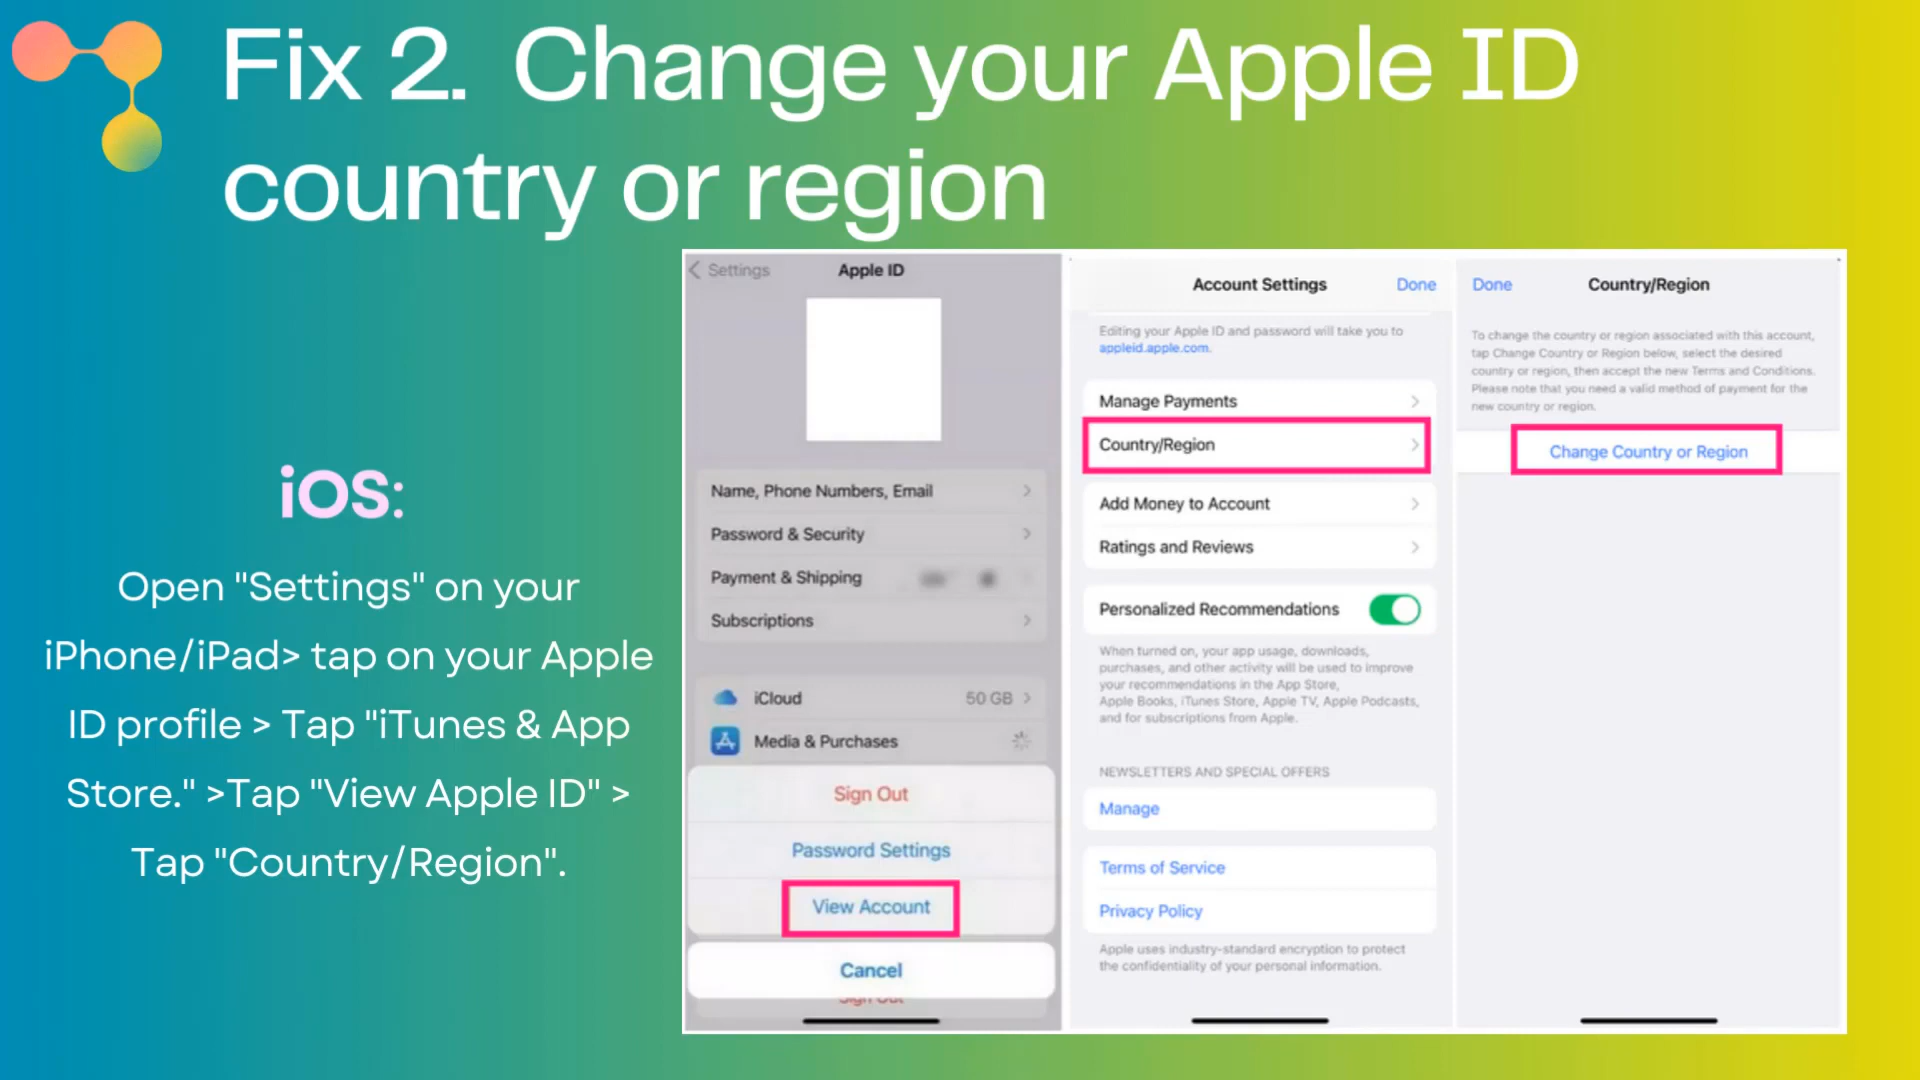 Fix 2. Change your Apple ID
country or region
iOS:
Open "Settings" on your
iPhone/iPad> tap on your Apple
ID profile > Tap "iTunes & App
Store." >Tap "View Apple ID" >
Tap "Country/Region".
Settings
Apple ID
Name, Phone Numbers, Email
Password & Security
Payment & Shipping
Subscriptions
iCloud 50 GB
Media & Purchases
Sign Out
Password Settings
View Account
Cancel
Sign Out
Account Settings
Done
Editing your Apple ID and password will take you to
appleid.apple.com.
Manage Payments
Country/Region
Add Money to Account
Ratings and Reviews
Personalized Recommendations
When turned on, your app usage, downloads,
purchases, and other activity will be used to improve
your recommendations in the App Store,
Apple Books, iTunes Store, Apple TV, Apple Podcasts,
and for subscriptions from Apple.
NEWSLETTERS AND SPECIAL OFFERS
Manage
Terms of Service
Privacy Policy
Apple uses industry-standard encryption to protect
the confidentiality of your personal information.
Done
Country/Region
To change the country or region associated with this account,
tap Change Country or Region below, select the desired
country or region, then accept the new Terms and Conditions.
Please note that you need a valid method of payment for the
new country or region.
Change Country or Region